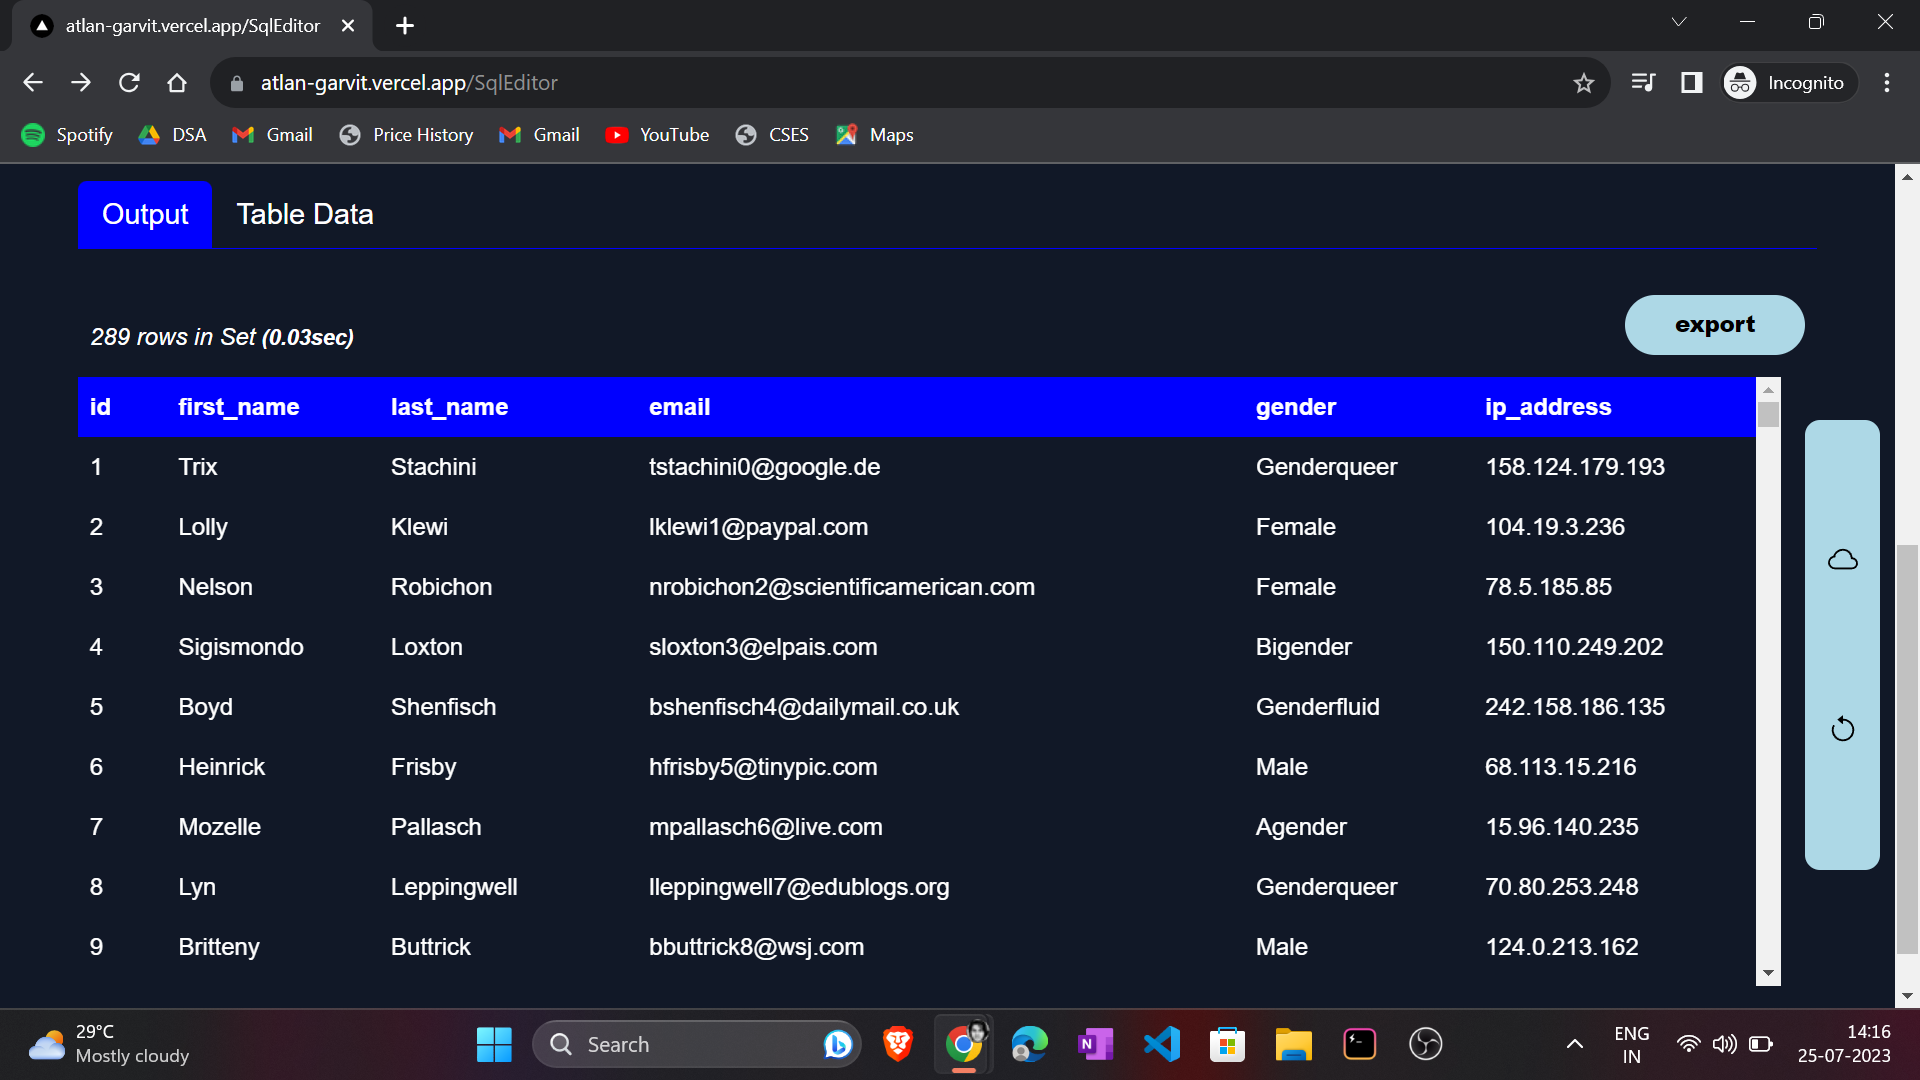 atlan-garvit.vercel.app/SqlEditor
atlan-garvit.vercel.app/SqlEditor
Incognito
Spotify DSA Gmail Price History Gmail YouTube CSES Maps
Output Table Data
289 rows in Set (0.03sec)
export
id first_name last_name email gender ip_address
1 Trix Stachini tstachini0@google.de Genderqueer 158.124.179.193
2 Lolly Klewi lklewi1@paypal.com Female 104.19.3.236
3 Nelson Robichon nrobichon2@scientificamerican.com Female 78.5.185.85
4 Sigismondo Loxton sloxton3@elpais.com Bigender 150.110.249.202
5 Boyd Shenfisch bshenfisch4@dailymail.co.uk Genderfluid 242.158.186.135
6 Heinrick Frisby hfrisby5@tinypic.com Male 68.113.15.216
7 Mozelle Pallasch mpallasch6@live.com Agender 15.96.140.235
8 Lyn Leppingwell lleppingwell7@edublogs.org Genderqueer 70.80.253.248
9 Britteny Buttrick bbuttrick8@wsj.com Male 124.0.213.162
29°C
Mostly cloudy
Search
N
ENG
IN
14:16
25-07-2023